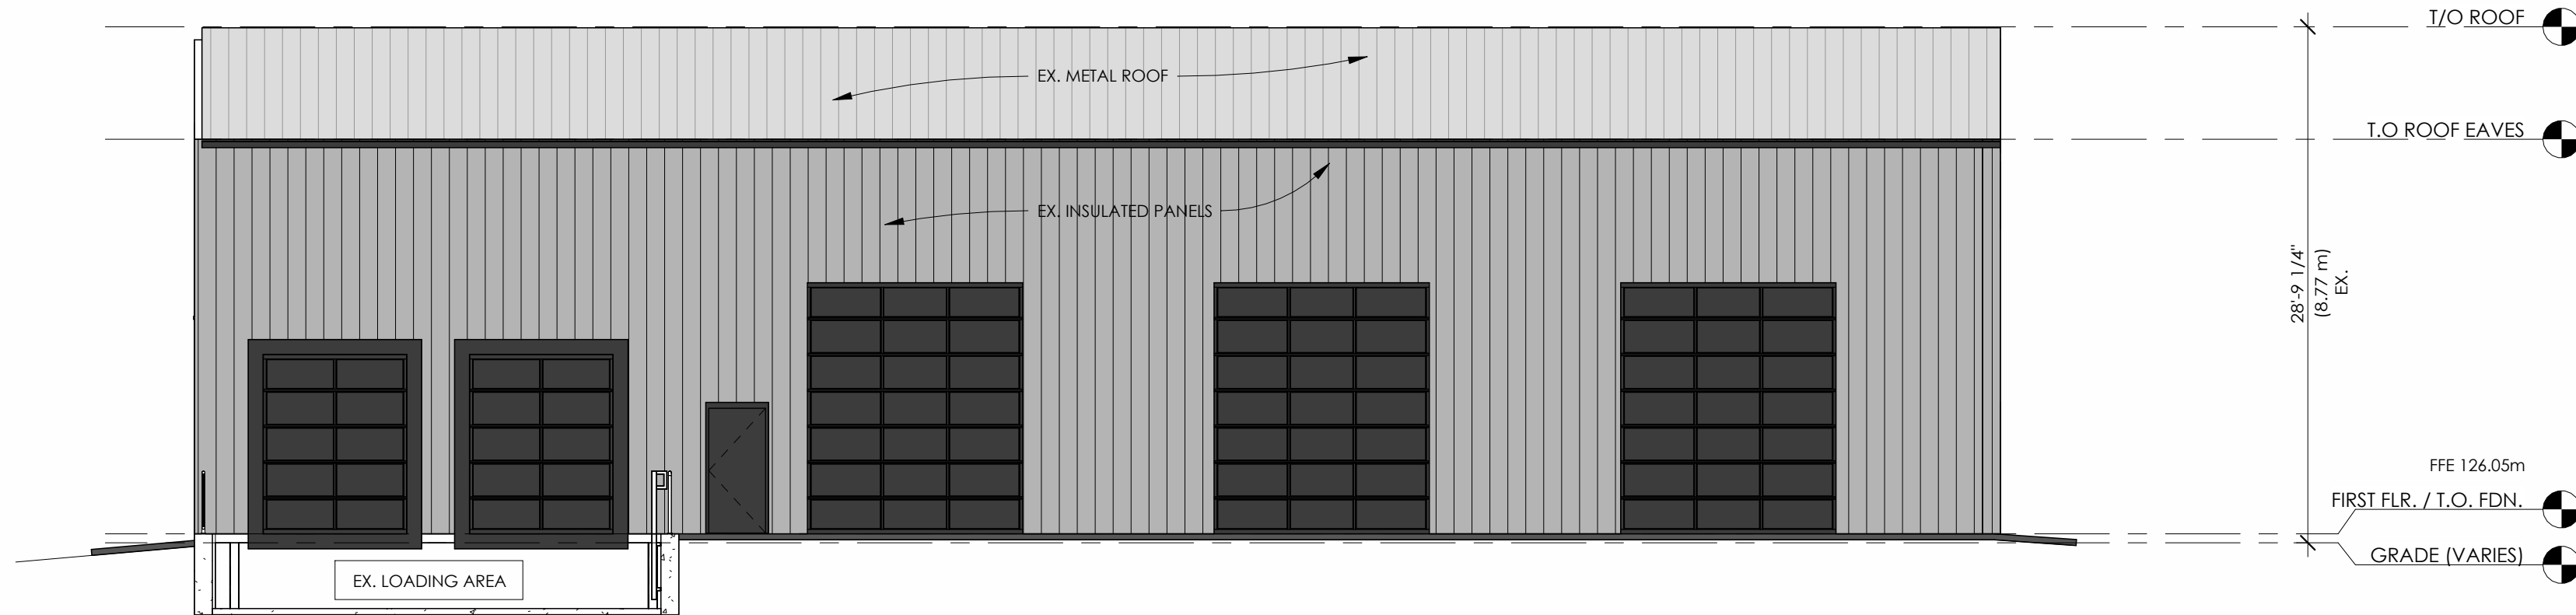 T/O ROOF
EX. METAL ROOF
T.O ROOF EAVES
EX. INSULATED PANELS
28'-9 1/4"
(8.77 m)
EX.
FFE 126.05m
FIRST FLR. / T.O. FDN.
GRADE (VARIES)
EX. LOADING AREA